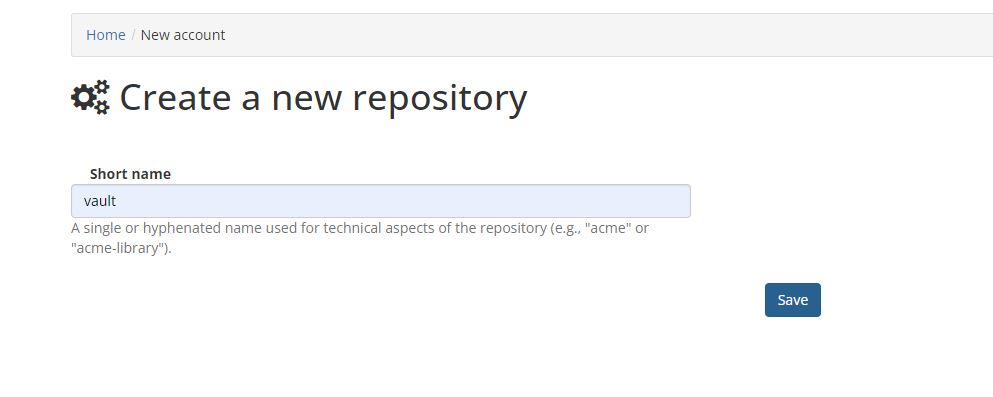 Home / New account
Create a new repository
Short name
vault
A single or hyphenated name used for technical aspects of the repository (e.g., "acme" or
"acme-library").
Save